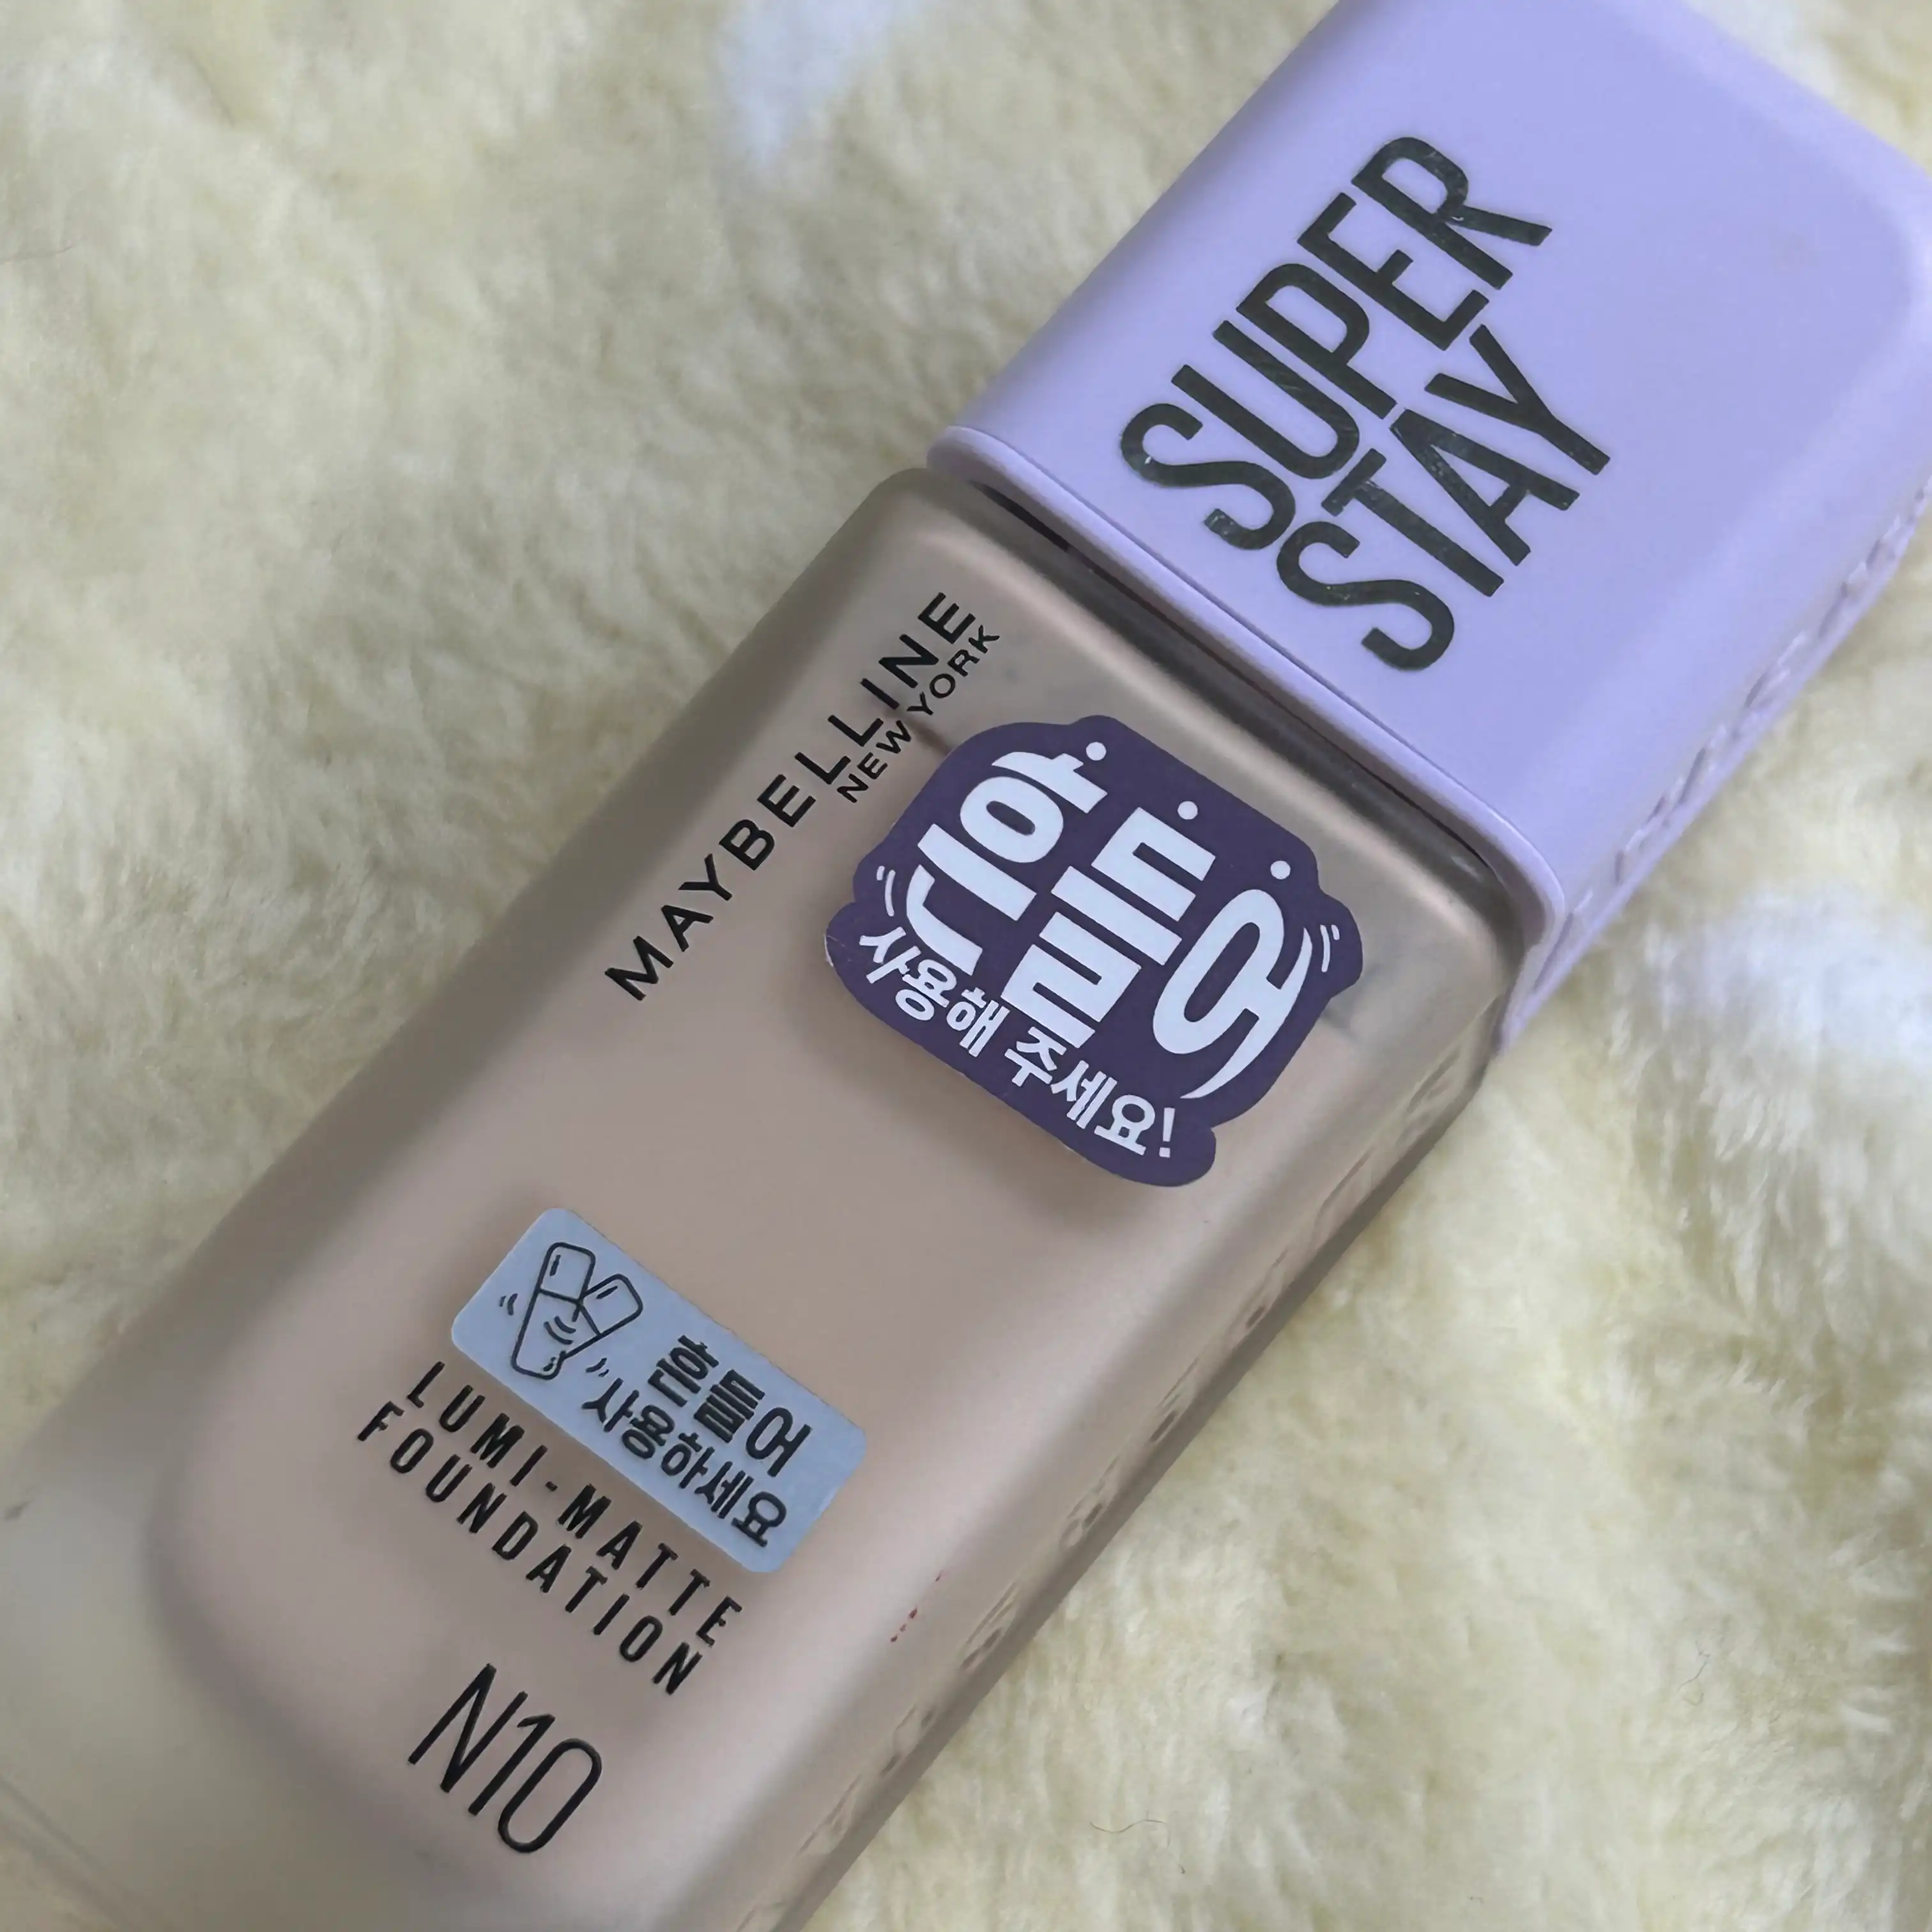 SUPER
STAY
MAYBELLINE
NEW YORK
흔들어
사용해 주세요!
흔들어
사용하세요
LUMI-MATTE
FOUNDATION
N10